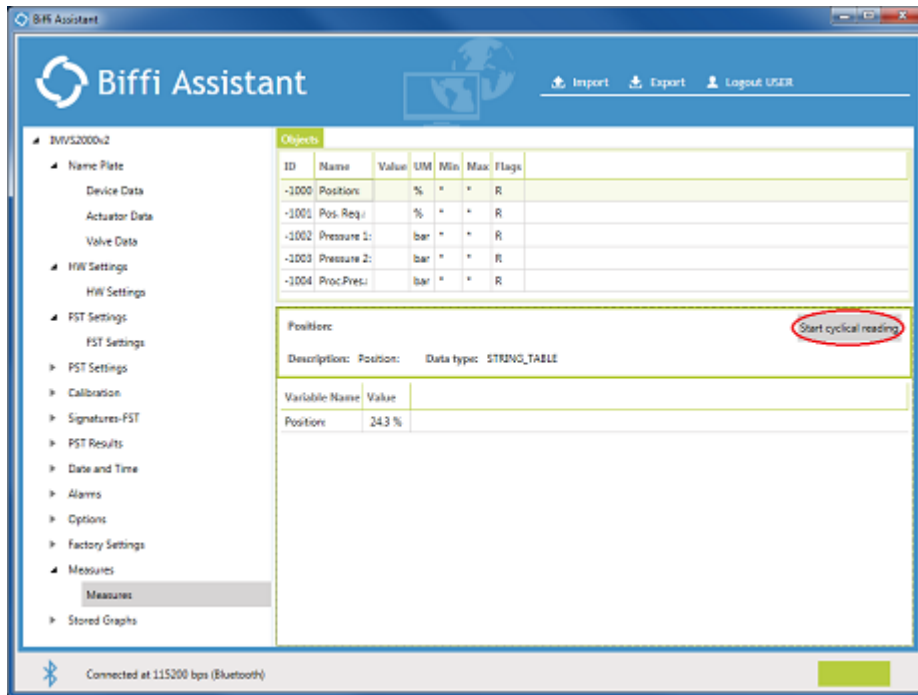 Biffi Assistant
Biffi Assistant
Import Export Logout USER
IMVS2000v2
Name Plate
Device Data
Actuator Data
Valve Data
HW Settings
HW Settings
FST Settings
FST Settings
PST Settings
Calibration
Signatures-FST
PST Results
Date and Time
Alarms
Options
Factory Settings
Measures
Measures
Stored Graphs
Objects
ID Name Value UM Min Max Flags
-1000 Position: % * * R
-1001 Pos. Req.: % * * R
-1002 Pressure 1: bar * * R
-1003 Pressure 2: bar * * R
-1004 Proc.Pres.: bar * * R
Position:
Start cyclical reading
Description: Position: Data type: STRING_TABLE
Variable Name Value
Position: 24.3 %
Connected at 115200 bps (Bluetooth)